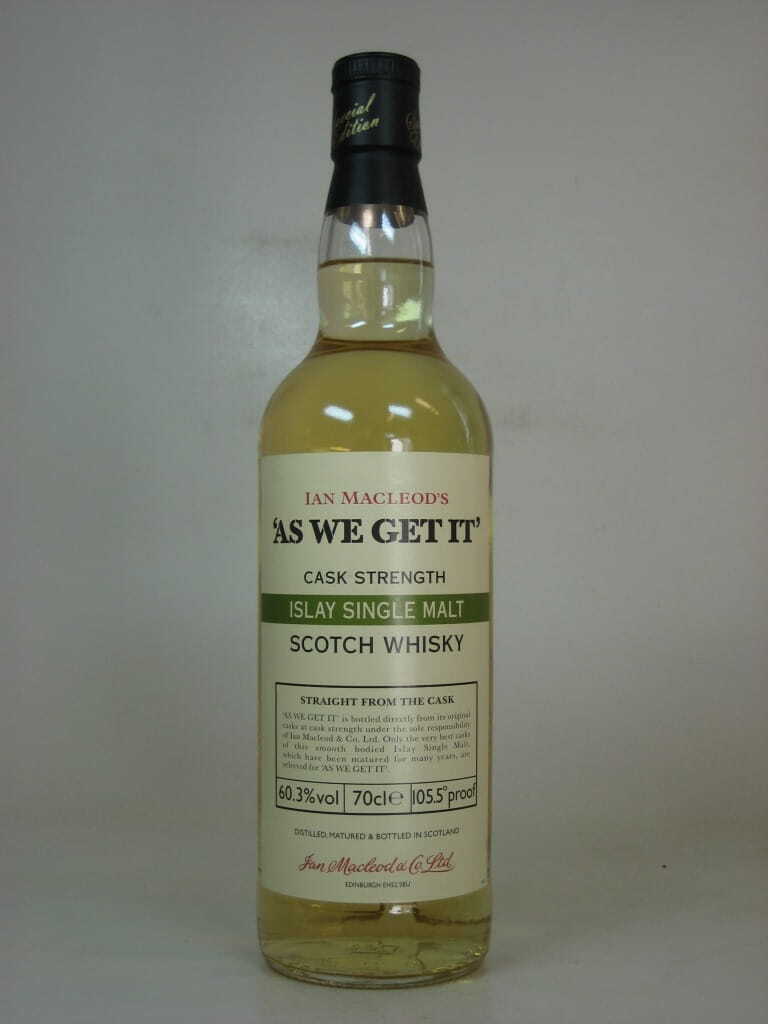 Special
Edition
IAN MACLEOD'S
'AS WE GET IT'
CASK STRENGTH
ISLAY SINGLE MALT
SCOTCH WHISKY
STRAIGHT FROM THE CASK
'AS WE GET IT' is bottled directly from its original
casks at cask strength under the sole responsibility
of Ian Macleod & Co. Ltd. Only the very best casks
of this smooth bodied Islay Single Malt,
which have been matured for many years, are
selected for 'AS WE GET IT'.
60.3%vol 70cl℮ 105.5°proof
DISTILLED, MATURED & BOTTLED IN SCOTLAND
Ian Macleod & Co. Ltd.
EDINBURGH